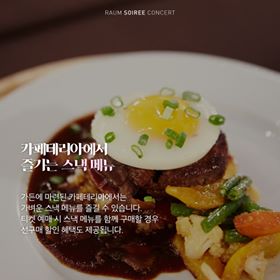 RAUM SOIREE CONCERT
카페테리아에서
즐기는 스낵 메뉴
가든에 마련된 카페테리아에서는
가벼운 스낵 메뉴를 즐길 수 있습니다.
티켓 예매 시 스낵 메뉴를 함께 구매할 경우
선구매 할인 혜택도 제공됩니다.